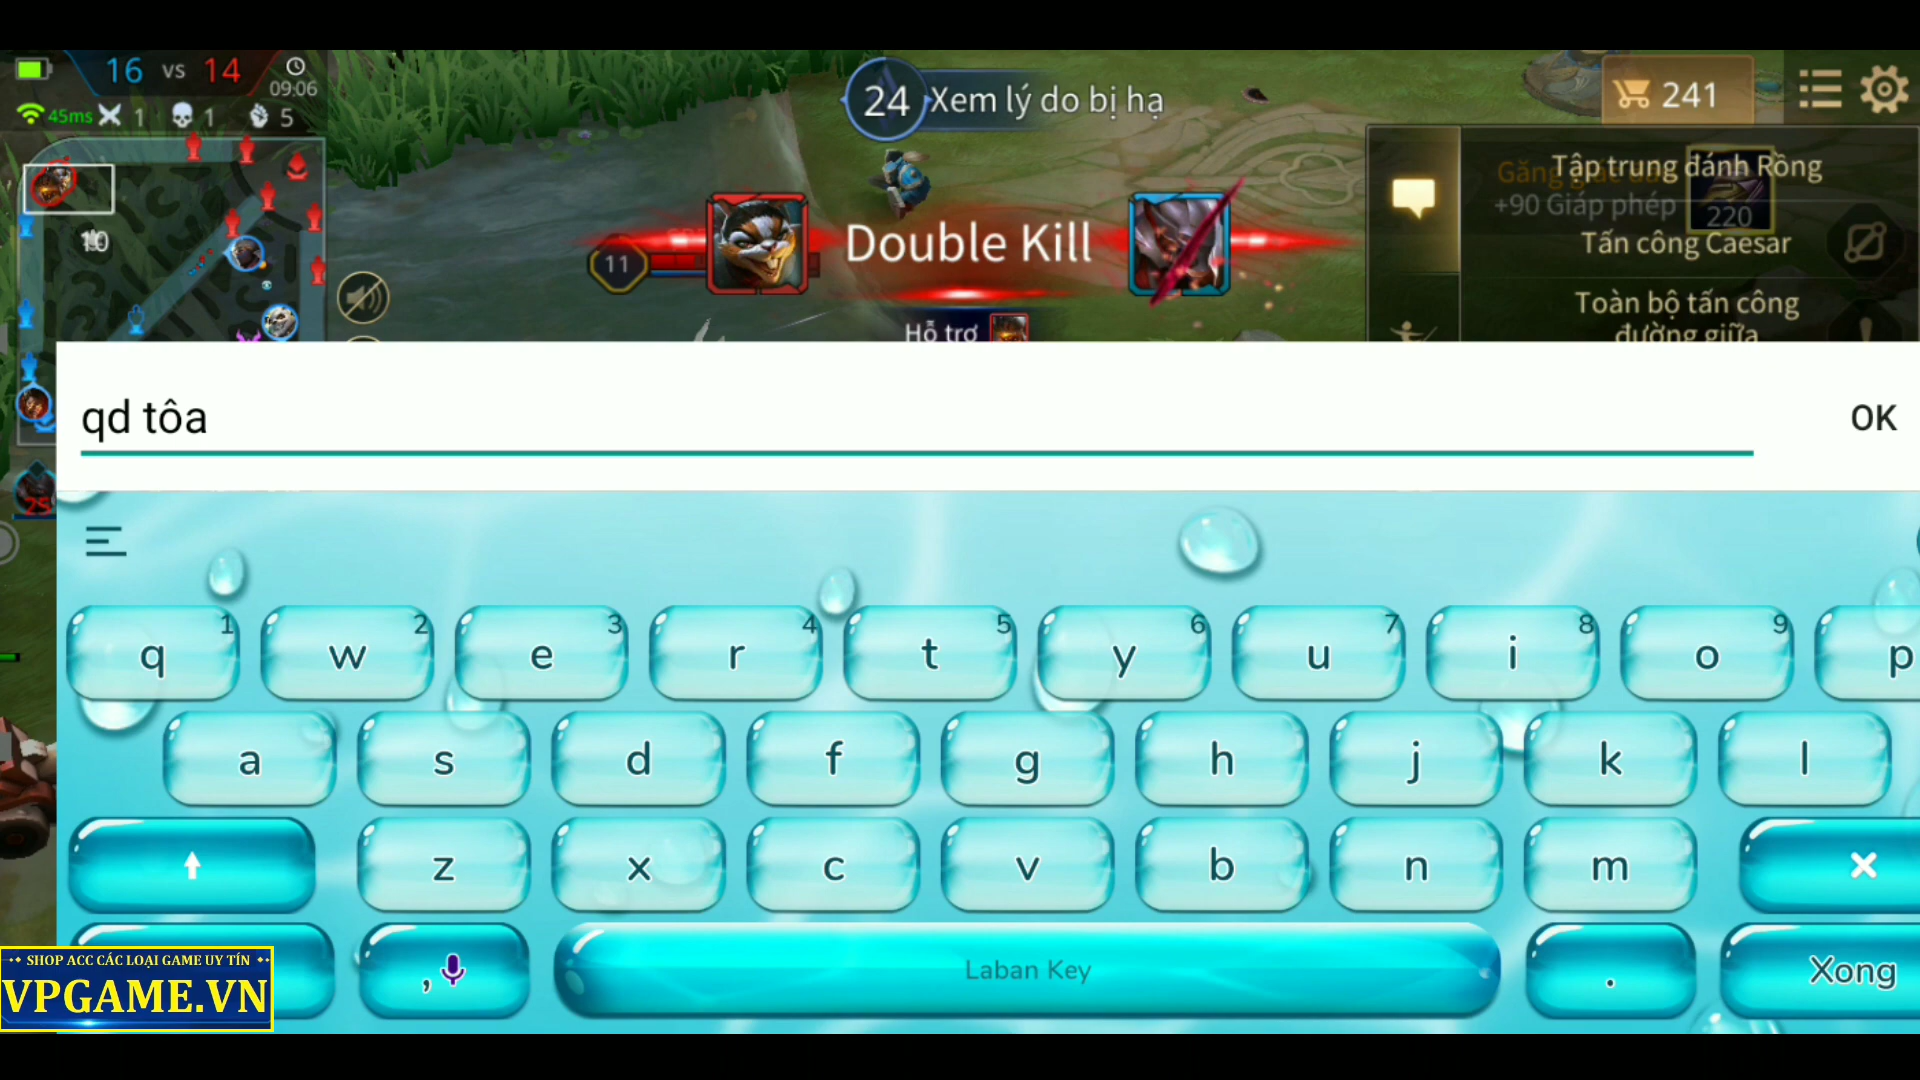 16 vs 14
09:06
45ms 1 1 5
24 Xem lý do bị hạ
241
Tập trung đánh Rồng
+90 Giáp phép
220
Tấn công Caesar
Toàn bộ tấn công
đường giữa
11
Double Kill
Hỗ trợ
qd tôa
OK
q 1 w 2 e 3 r 4 t 5 y 6 u 7 i 8 o 9 p
a s d f g h j k l
z x c v b n m
, Laban Key . Xong
SHOP ACC CÁC LOẠI GAME UY TÍN
VPGAME.VN